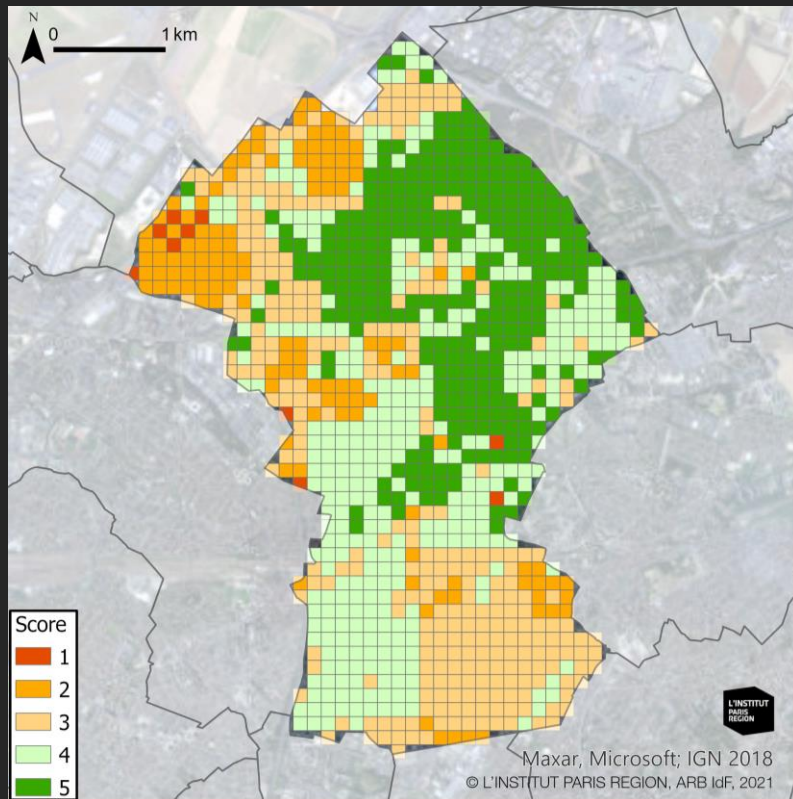 N
0 1 km
Score
1
2
3
4
5
L'INSTITUT
PARIS
REGION
Maxar, Microsoft; IGN 2018
© L'INSTITUT PARIS REGION, ARB IdF, 2021